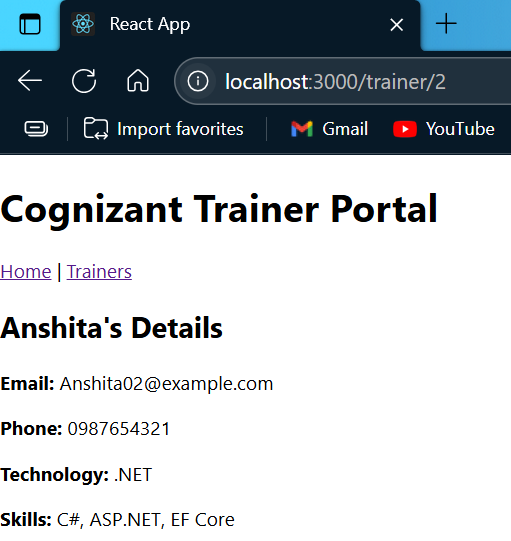 React App
localhost:3000/trainer/2
Import favorites Gmail YouTube
Cognizant Trainer Portal
Home | Trainers
Anshita's Details
Email: Anshita02@example.com
Phone: 0987654321
Technology: .NET
Skills: C#, ASP.NET, EF Core